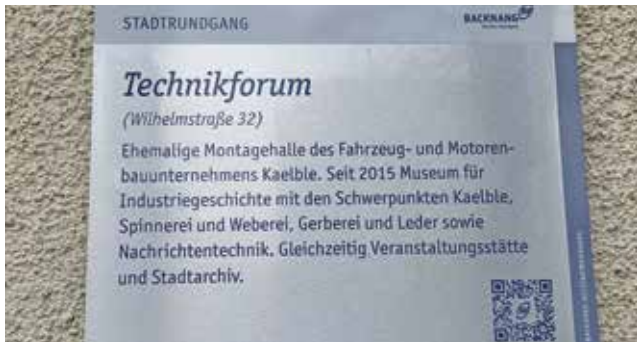 STADTRUNDGANG
BACKNANG
Technikforum
(Wilhelmstraße 32)
Ehemalige Montagehalle des Fahrzeug- und Motoren-
bauunternehmens Kaelble. Seit 2015 Museum für
Industriegeschichte mit den Schwerpunkten Kaelble,
Spinnerei und Weberei, Gerberei und Leder sowie
Nachrichtentechnik. Gleichzeitig Veranstaltungsstätte
und Stadtarchiv.